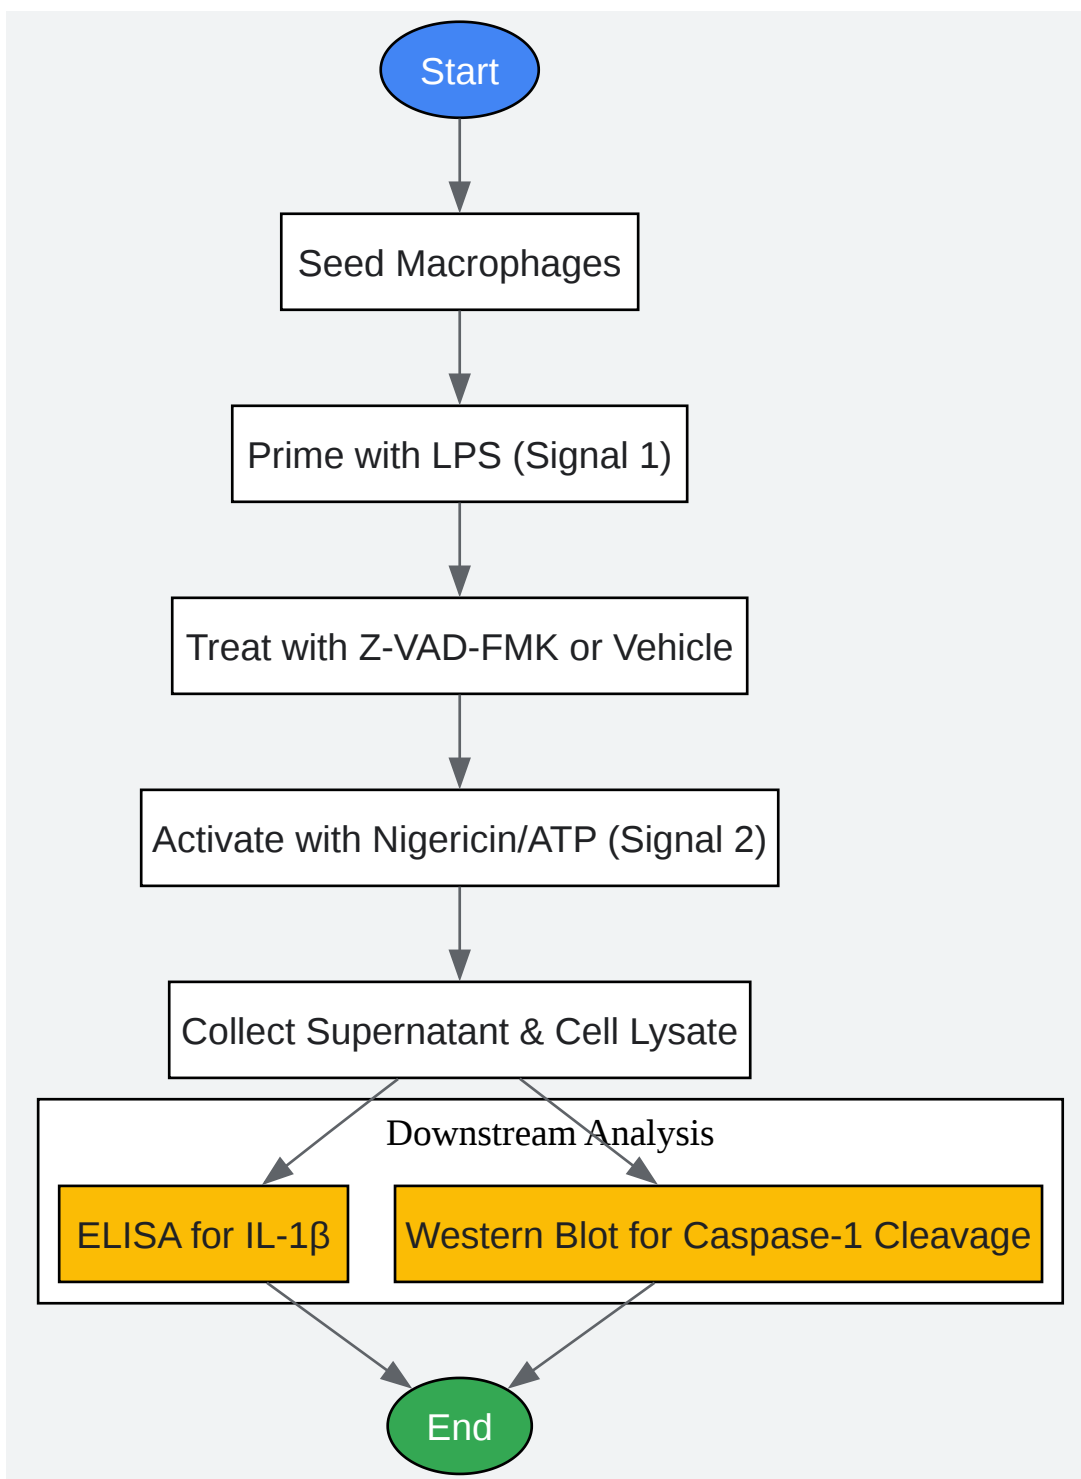 Start
Seed Macrophages
Prime with LPS (Signal 1)
Treat with Z-VAD-FMK or Vehicle
Activate with Nigericin/ATP (Signal 2)
Collect Supernatant & Cell Lysate
Downstream Analysis
ELISA for IL-1β
Western Blot for Caspase-1 Cleavage
End